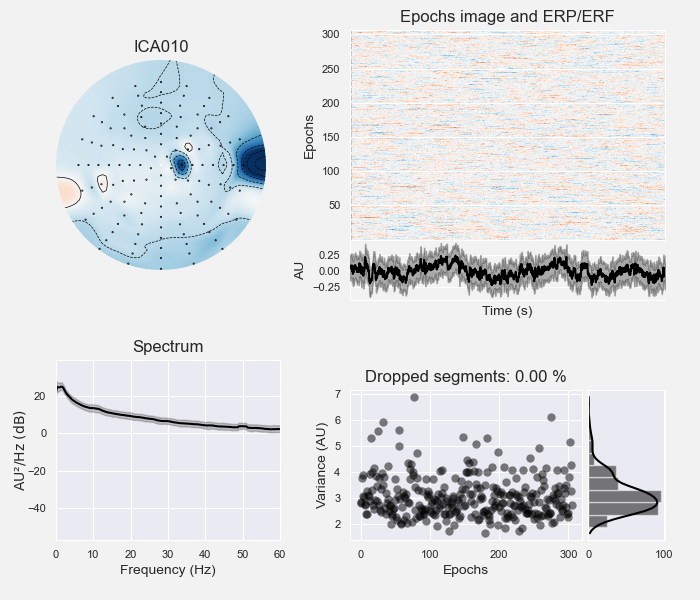 Epochs image and ERP/ERF
ICA010
300
250
200
150
100
50
Epochs
0.25
0.00
−0.25
AU
Time (s)
Spectrum
20
0
−20
−40
AU²/Hz (dB)
0 10 20 30 40 50 60
Frequency (Hz)
Dropped segments: 0.00 %
7
6
5
4
3
2
Variance (AU)
0 100 200 300
Epochs
0 100